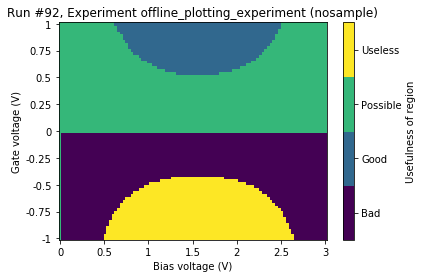 Run #92, Experiment offline_plotting_experiment (nosample)
1
0.75
0.5
0.25
0
-0.25
-0.5
-0.75
-1
Gate voltage (V)
0
0.5
1
1.5
2
2.5
3
Bias voltage (V)
Useless
Possible
Good
Bad
Usefulness of region